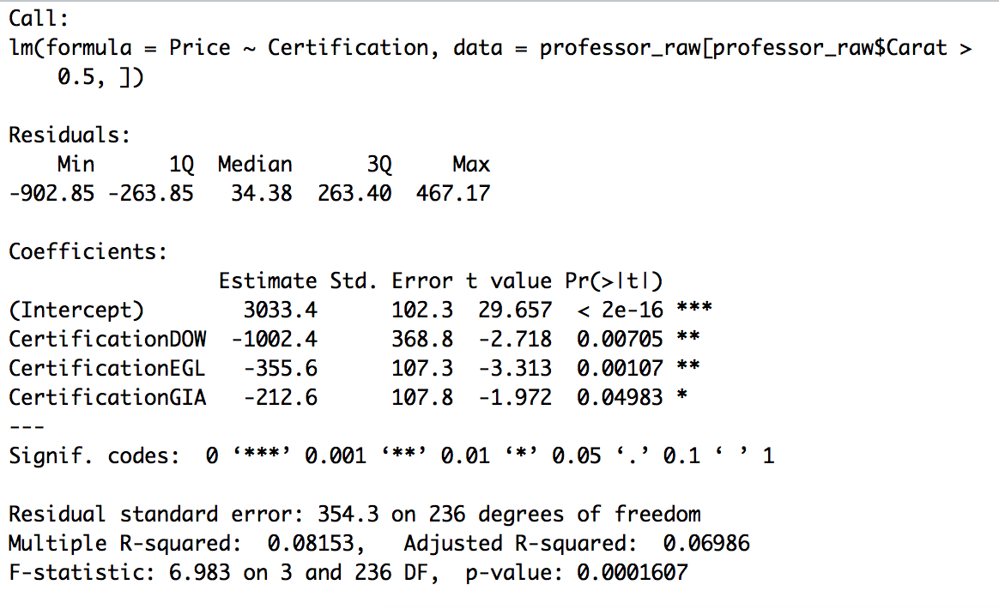 Call:
lm(formula = Price ~ Certification, data = professor_raw[professor_raw$Carat >
    0.5, ])
Residuals:
    Min      1Q  Median      3Q     Max
-902.85 -263.85   34.38  263.40  467.17
Coefficients:
                 Estimate Std. Error t value Pr(>|t|)
(Intercept)        3033.4      102.3  29.657  < 2e-16 ***
CertificationDOW  -1002.4      368.8  -2.718  0.00705 **
CertificationEGL   -355.6      107.3  -3.313  0.00107 **
CertificationGIA   -212.6      107.8  -1.972  0.04983 *
---
Signif. codes:  0 ‘***’ 0.001 ‘**’ 0.01 ‘*’ 0.05 ‘.’ 0.1 ‘ ’ 1
Residual standard error: 354.3 on 236 degrees of freedom
Multiple R-squared:  0.08153,   Adjusted R-squared:  0.06986
F-statistic: 6.983 on 3 and 236 DF,  p-value: 0.0001607